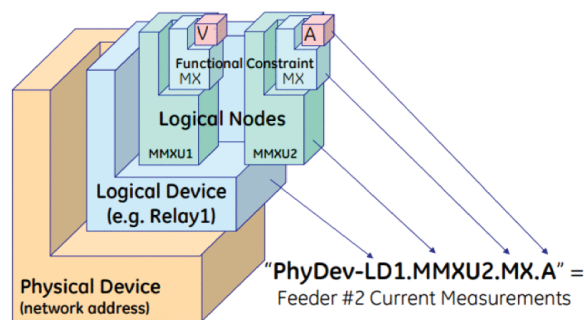 V
A
Functional Constraint
MX
MX
Logical Nodes
MMXU1
MMXU2
Logical Device
(e.g. Relay1)
"PhyDev-LD1.MMXU2.MX.A" =
Feeder #2 Current Measurements
Physical Device
(network address)